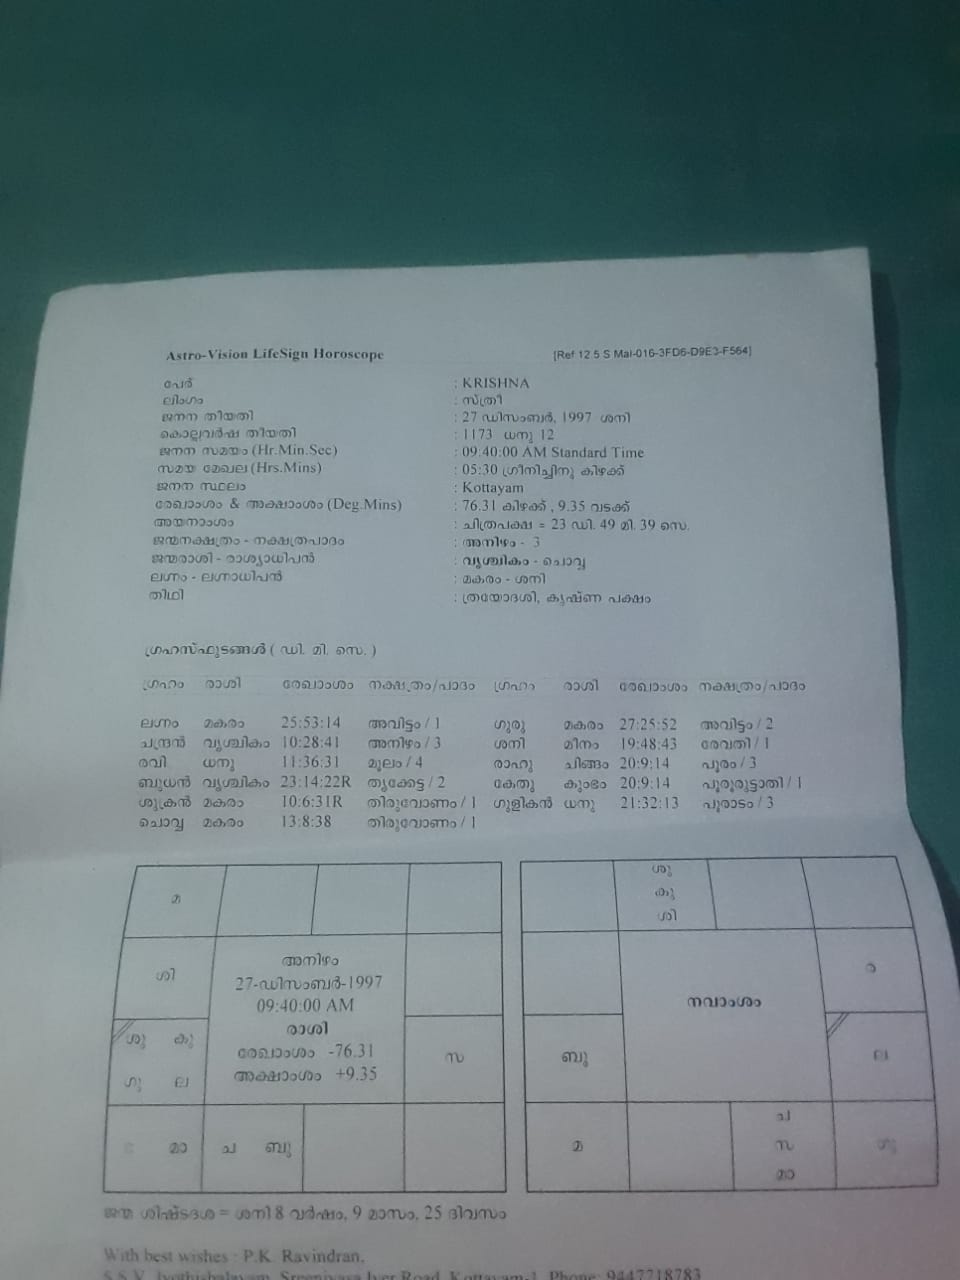 Astro-Vision LifeSign Horoscope [Ref 12.5 S Mal-016-3FD6-D9E3-F564]
പേര് : KRISHNA
ലിംഗം : സ്ത്രീ
ജനന തീയതി : 27 ഡിസംബർ, 1997 ശനി
കൊല്ലവർഷ തീയതി : 1173 ധനു 12
ജനന സമയം (Hr.Min.Sec) : 09:40:00 AM Standard Time
സമയ മേഖല (Hrs.Mins) : 05:30 ഗ്രീനിച്ചിനു കിഴക്ക്
ജനന സ്ഥലം : Kottayam
രേഖാംശം & അക്ഷാംശം (Deg.Mins) : 76.31 കിഴക്ക് , 9.35 വടക്ക്
അയനാംശം : ചിത്രപക്ഷ = 23 ഡി. 49 മി. 39 സെ.
ജന്മനക്ഷത്രം - നക്ഷത്രപാദം : അനിഴം - 3
ജന്മരാശി - രാശ്യാധിപൻ : വൃശ്ചികം - ചൊവ്വ
ലഗ്നം - ലഗ്നാധിപൻ : മകരം - ശനി
തിഥി : ത്രയോദശി, കൃഷ്ണ പക്ഷം
ഗ്രഹസ്ഫുടങ്ങൾ ( ഡി. മി. സെ. )
ഗ്രഹം രാശി രേഖാംശം നക്ഷത്രം/പാദം ഗ്രഹം രാശി രേഖാംശം നക്ഷത്രം/പാദം
ലഗ്നം മകരം 25:53:14 അവിട്ടം / 1 ഗുരു മകരം 27:25:52 അവിട്ടം / 2
ചന്ദ്രൻ വൃശ്ചികം 10:28:41 അനിഴം / 3 ശനി മീനം 19:48:43 രേവതി / 1
രവി ധനു 11:36:31 മൂലം / 4 രാഹു ചിങ്ങം 20:9:14 പൂരം / 3
ബുധൻ വൃശ്ചികം 23:14:22R തൃക്കേട്ട / 2 കേതു കുംഭം 20:9:14 പൂരുരുട്ടാതി / 1
ശുക്രൻ മകരം 10:6:31R തിരുവോണം / 1 ഗുളികൻ ധനു 21:32:13 പൂരാടം / 3
ചൊവ്വ മകരം 13:8:38 തിരുവോണം / 1
മ
ശി
ശു കു
ഗു ല
മാ
ച ബു
സ
അനിഴം
27-ഡിസംബർ-1997
09:40:00 AM
രാശി
രേഖാംശം -76.31
അക്ഷാംശം +9.35
ശു
കു
ശി
ര
നവാംശം
ബു
ല
മ
ച
സ
മാ
ഗു
ജന്മ ശിഷ്ടദശ = ശനി 8 വർഷം, 9 മാസം, 25 ദിവസം
With best wishes : P.K. Ravindran.
S.S.V. Jyothishalayam, Sreenivasa Iyer Road, Kottayam-1, Phone: 9447718783